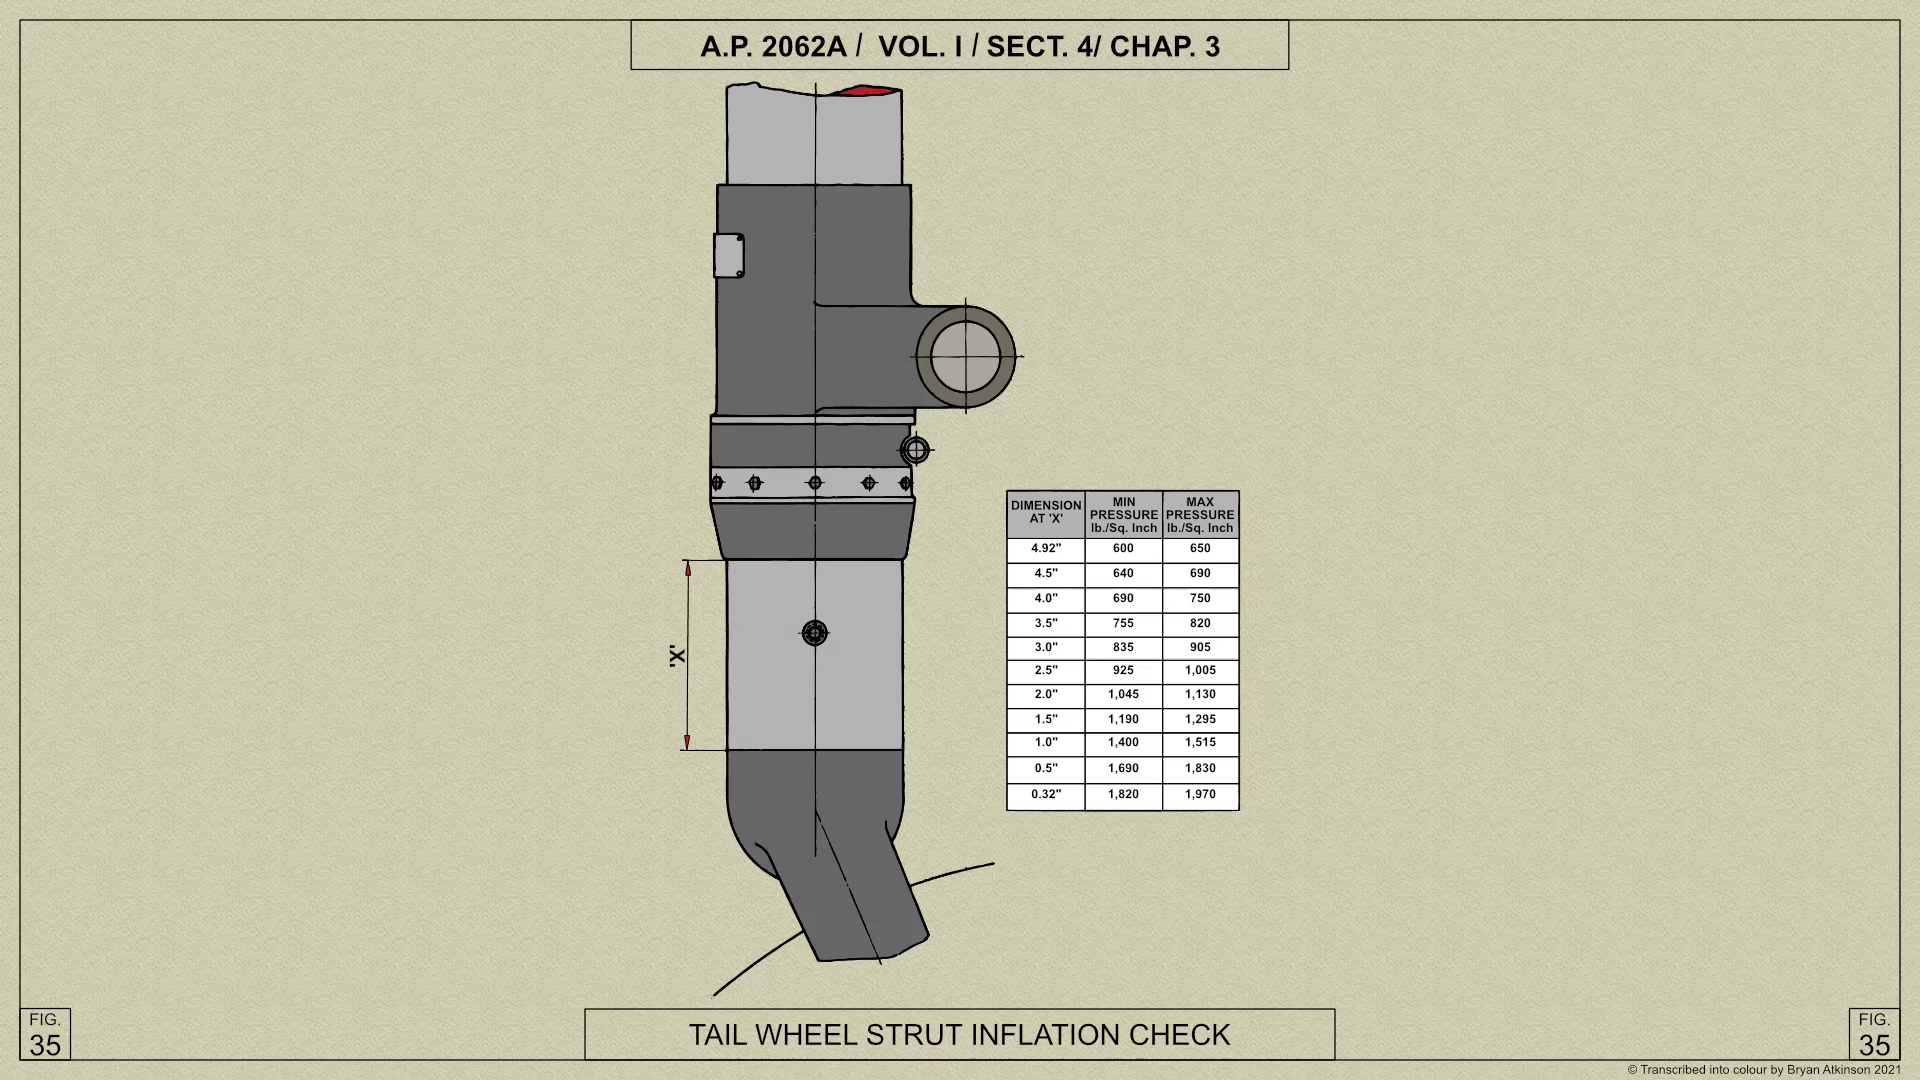 A.P. 2062A / VOL. I / SECT. 4/ CHAP. 3
'X'
DIMENSION AT 'X' MIN PRESSURE lb./Sq. Inch MAX PRESSURE lb./Sq. Inch
4.92" 600 650
4.5" 640 690
4.0" 690 750
3.5" 755 820
3.0" 835 905
2.5" 925 1,005
2.0" 1,045 1,130
1.5" 1,190 1,295
1.0" 1,400 1,515
0.5" 1,690 1,830
0.32" 1,820 1,970
FIG.
35
TAIL WHEEL STRUT INFLATION CHECK
FIG.
35
© Transcribed into colour by Bryan Atkinson 2021